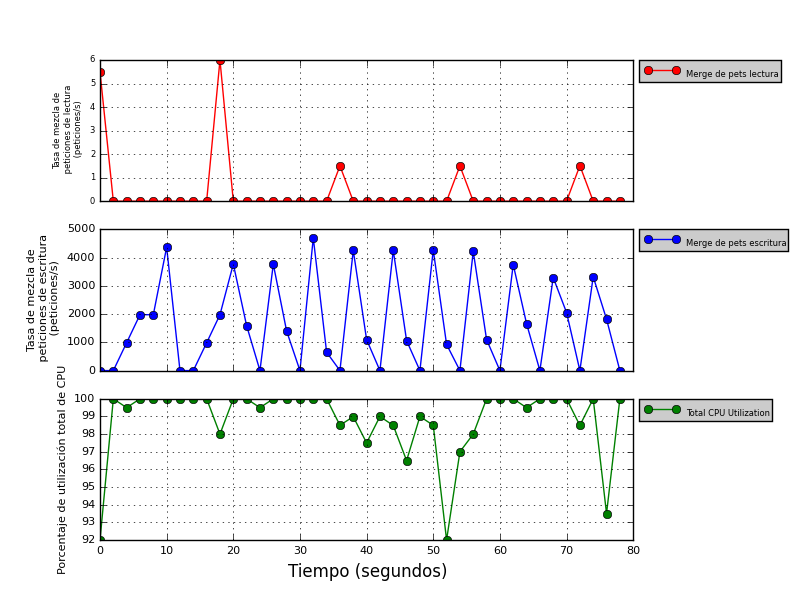 6
5
4
3
2
1
0
Tasa de mezcla de
peticiones de lectura
(peticiones/s)
Merge de pets lectura
5000
4000
3000
2000
1000
0
Tasa de mezcla de
peticiones de escritura
(peticiones/s)
Merge de pets escritura
100
99
98
97
96
95
94
93
92
Porcentaje de utilización total de CPU
Total CPU Utilization
0 10 20 30 40 50 60 70 80
Tiempo (segundos)